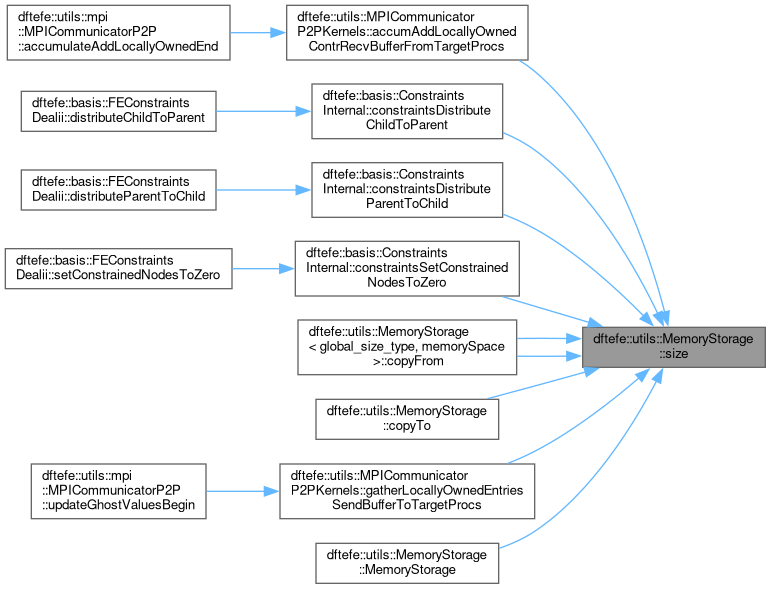 dftefe::utils::mpi
::MPICommunicatorP2P
::accumulateAddLocallyOwnedEnd
dftefe::utils::MPICommunicator
P2PKernels::accumAddLocallyOwned
ContrRecvBufferFromTargetProcs
dftefe::basis::FEConstraints
Dealii::distributeChildToParent
dftefe::basis::Constraints
Internal::constraintsDistribute
ChildToParent
dftefe::basis::FEConstraints
Dealii::distributeParentToChild
dftefe::basis::Constraints
Internal::constraintsDistribute
ParentToChild
dftefe::basis::FEConstraints
Dealii::setConstrainedNodesToZero
dftefe::basis::Constraints
Internal::constraintsSetConstrained
NodesToZero
dftefe::utils::MemoryStorage
< global_size_type, memorySpace
>::copyFrom
dftefe::utils::MemoryStorage
::size
dftefe::utils::MemoryStorage
::copyTo
dftefe::utils::mpi
::MPICommunicatorP2P
::updateGhostValuesBegin
dftefe::utils::MPICommunicator
P2PKernels::gatherLocallyOwnedEntries
SendBufferToTargetProcs
dftefe::utils::MemoryStorage
::MemoryStorage